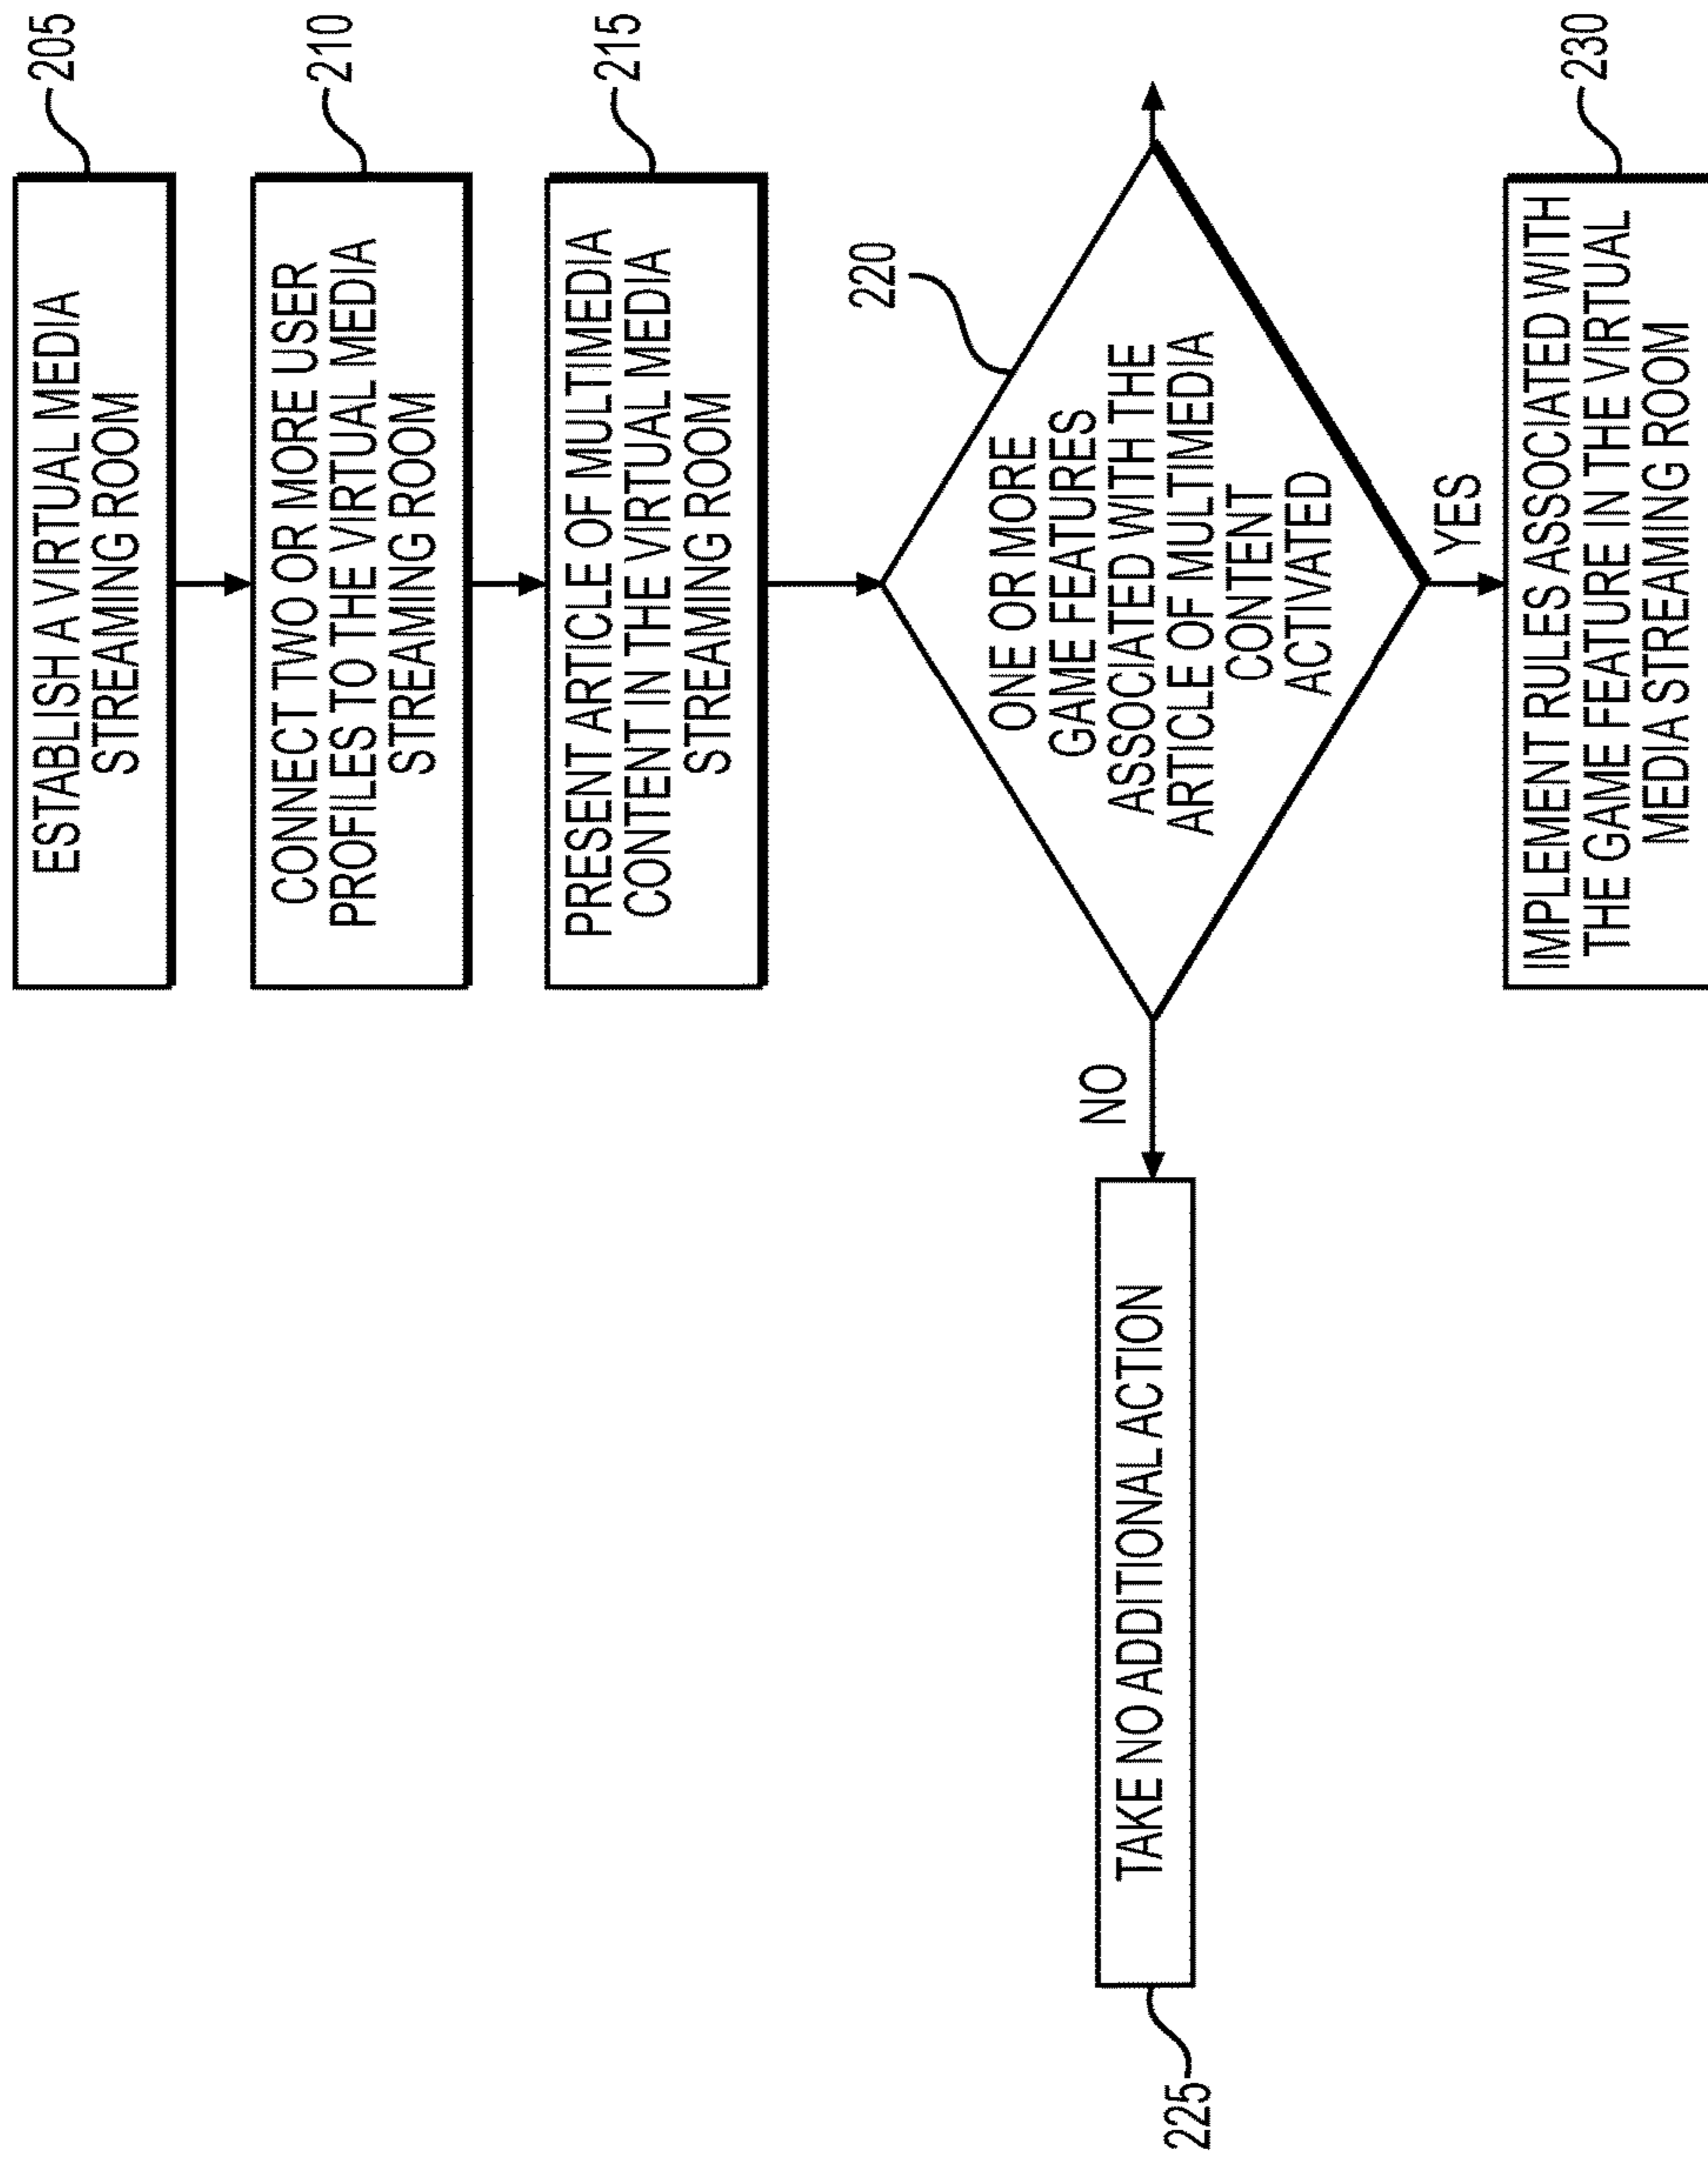 ESTABLISH A VIRTUAL MEDIA
STREAMING ROOM
205
CONNECT TWO OR MORE USER
PROFILES TO THE VIRTUAL MEDIA
STREAMING ROOM
210
PRESENT ARTICLE OF MULTIMEDIA
CONTENT IN THE VIRTUAL MEDIA
STREAMING ROOM
215
220
ONE OR MORE
GAME FEATURES
ASSOCIATED WITH THE
ARTICLE OF MULTIMEDIA
CONTENT
ACTIVATED
NO
TAKE NO ADDITIONAL ACTION
225
YES
IMPLEMENT RULES ASSOCIATED WITH
THE GAME FEATURE IN THE VIRTUAL
MEDIA STREAMING ROOM
230